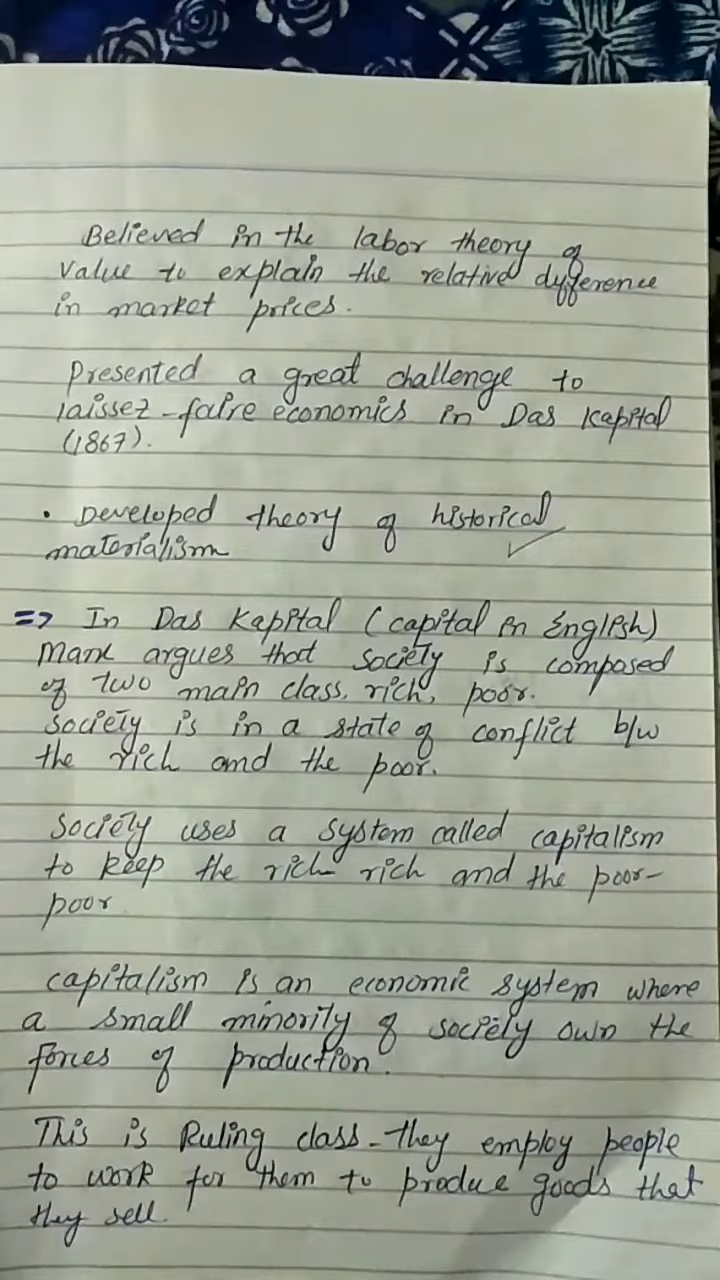 Believed in the labor theory of
value to explain the relative difference
in market prices.
Presented a great challenge to
laissez-faire economics in Das Kapital
(1867).
• Developed theory of historical
materialism
=> In Das Kapital (capital in English)
Marx argues that society is composed
of two main class, rich, poor.
Society is in a state of conflict b/w
the rich and the poor.
Society uses a system called capitalism
to keep the rich rich and the poor-
poor
capitalism is an economic system where
a small minority of society own the
forces of production.
This is Ruling class - they employ people
to work for them to produce goods that
they sell.